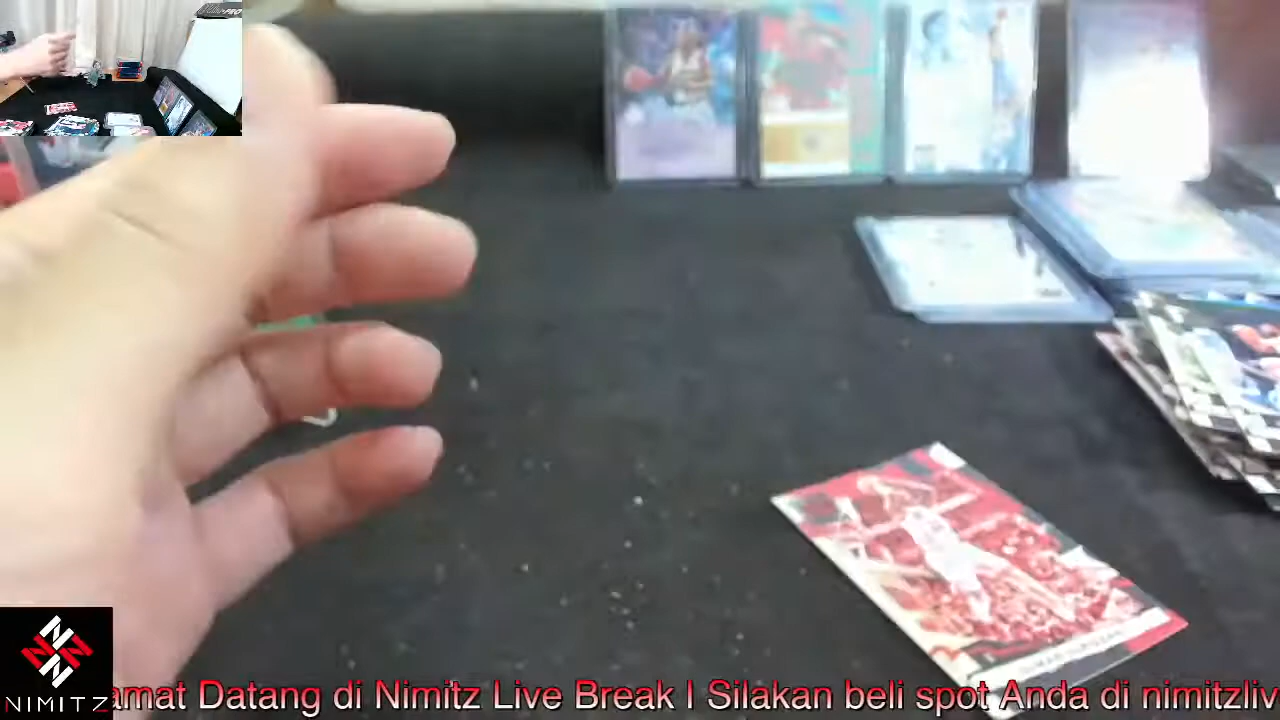 NIMITZ
amat Datang di Nimitz Live Break | Silakan beli spot Anda di nimitzliv